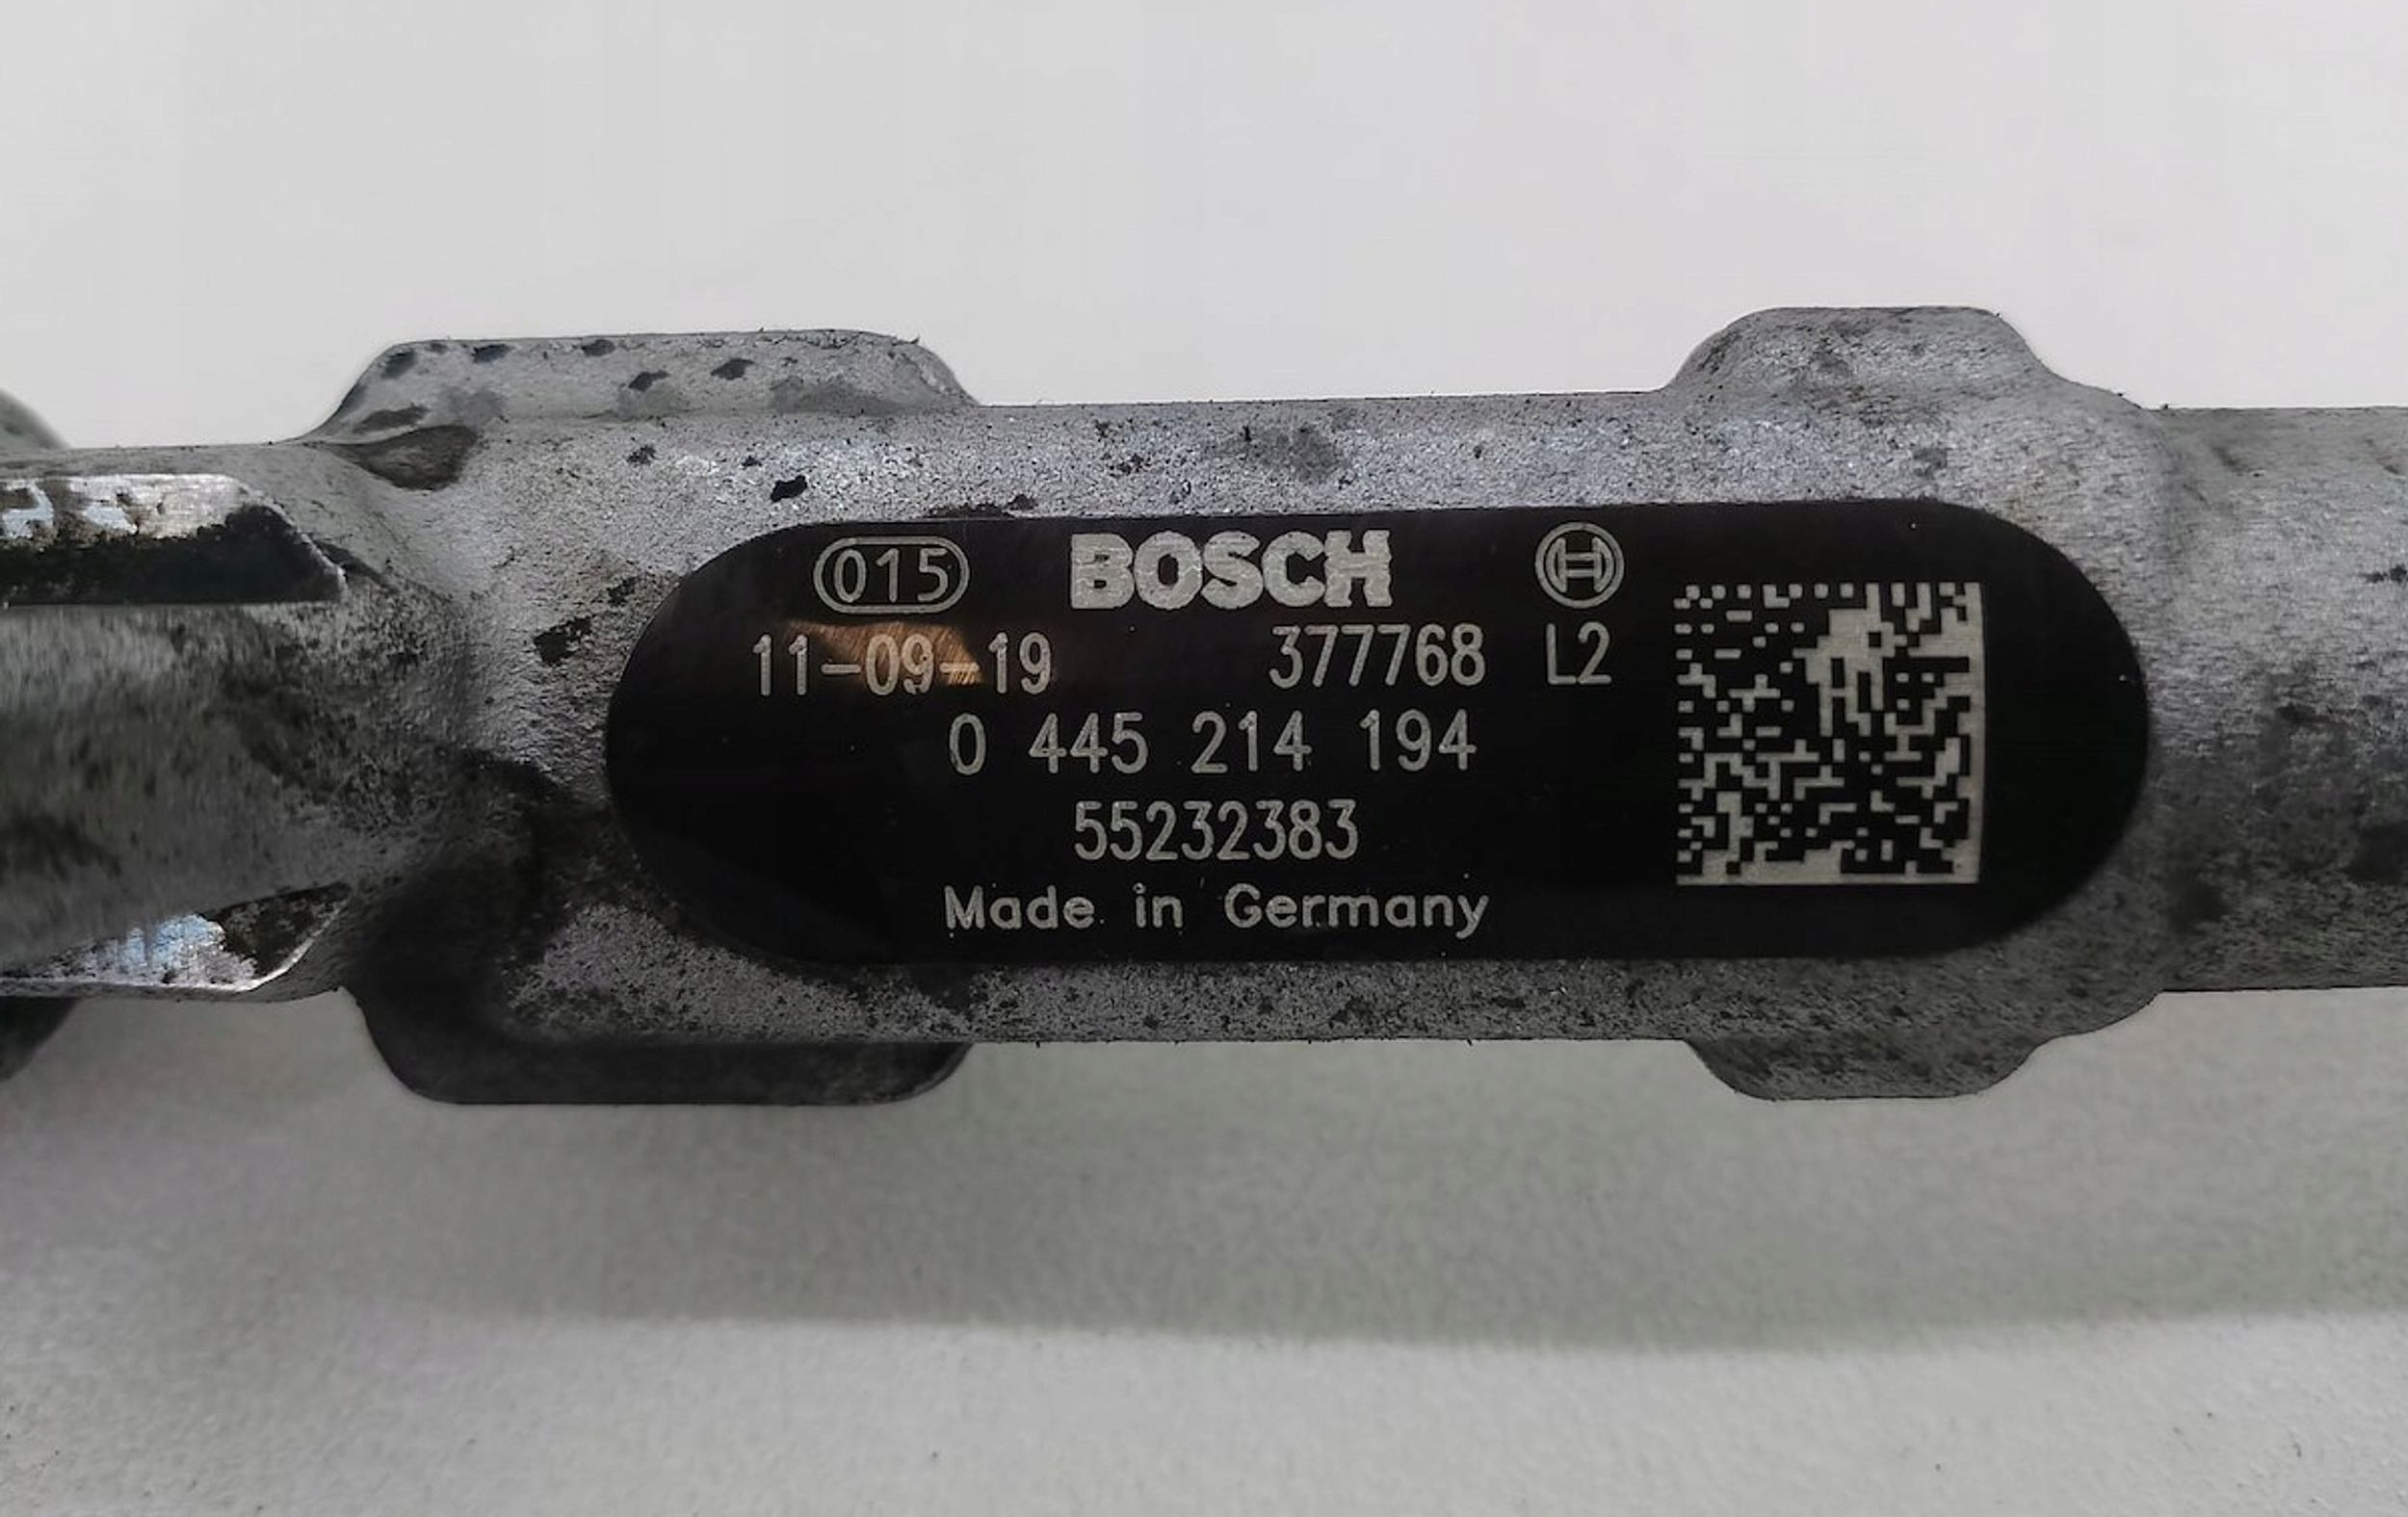 015 BOSCH
11-09-19 377768 L2
0 445 214 194
55232383
Made in Germany